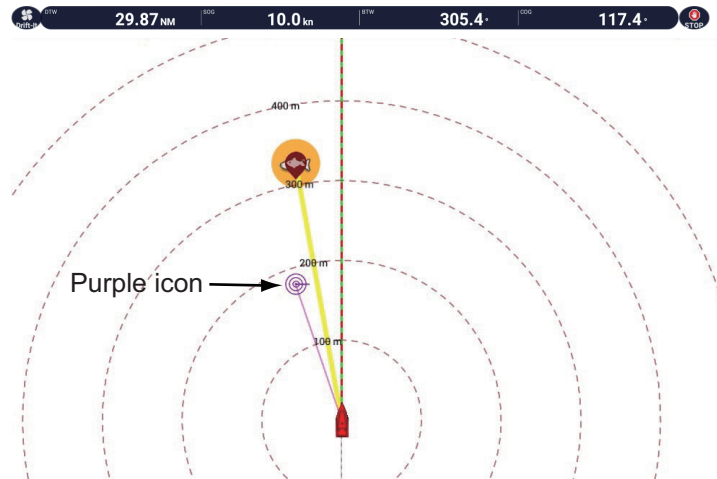 DTW 29.87 NM SOG 10.0 kn BTW 305.4° COG 117.4°
Drift-It STOP
400 m
300 m
200 m
Purple icon
100 m